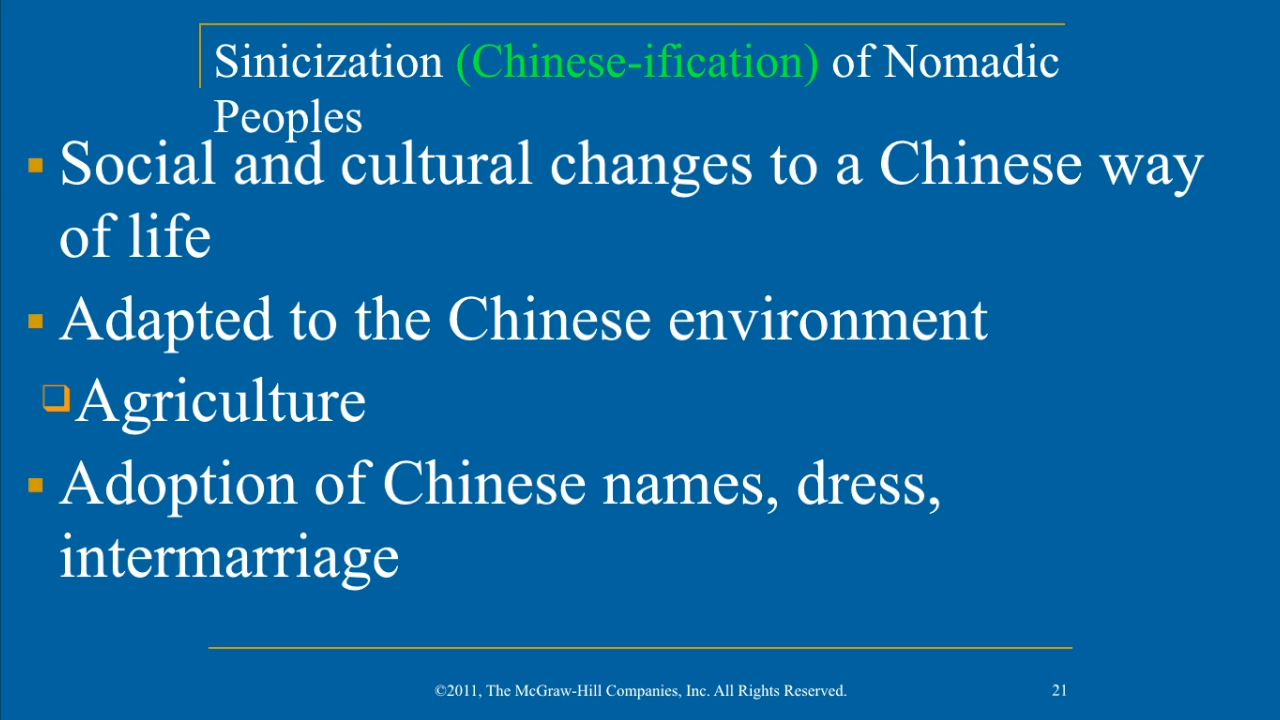 Sinicization (Chinese-ification) of Nomadic
Peoples
Social and cultural changes to a Chinese way
of life
Adapted to the Chinese environment
Agriculture
Adoption of Chinese names, dress,
intermarriage
©2011, The McGraw-Hill Companies, Inc. All Rights Reserved.
21